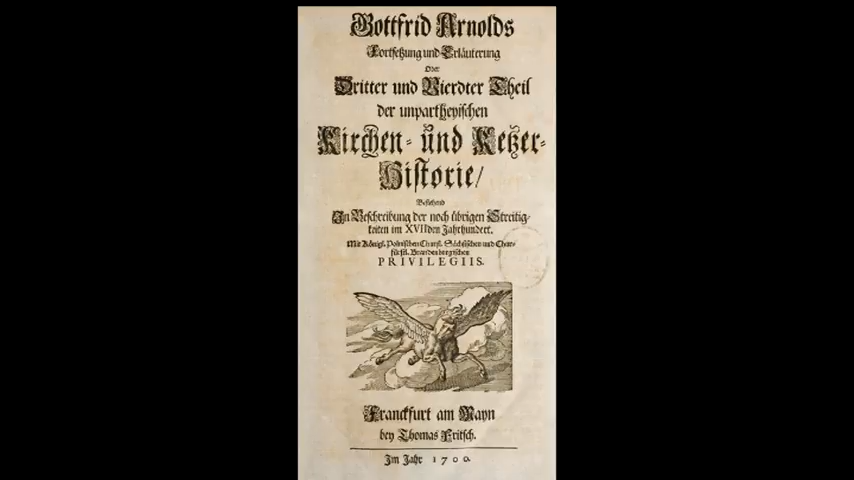 Gottfrid Arnolds
Fortsetzung und Erläuterung
Oder
Dritter und Vierdter Theil
der unpartheyischen
Kirchen- und Ketzer-
Historie/
Bestehend
In Beschreibung der noch übrigen Streitig-
keiten im XVIIden Jahrhundert.
Mit Königl. Polnischen Churfl. Sächsischen und Chur-
fürstl. Brandenburgischen
PRIVILEGIIS.
Franckfurt am Mayn
bey Thomas Fritsch.
Im Jahr 1700.